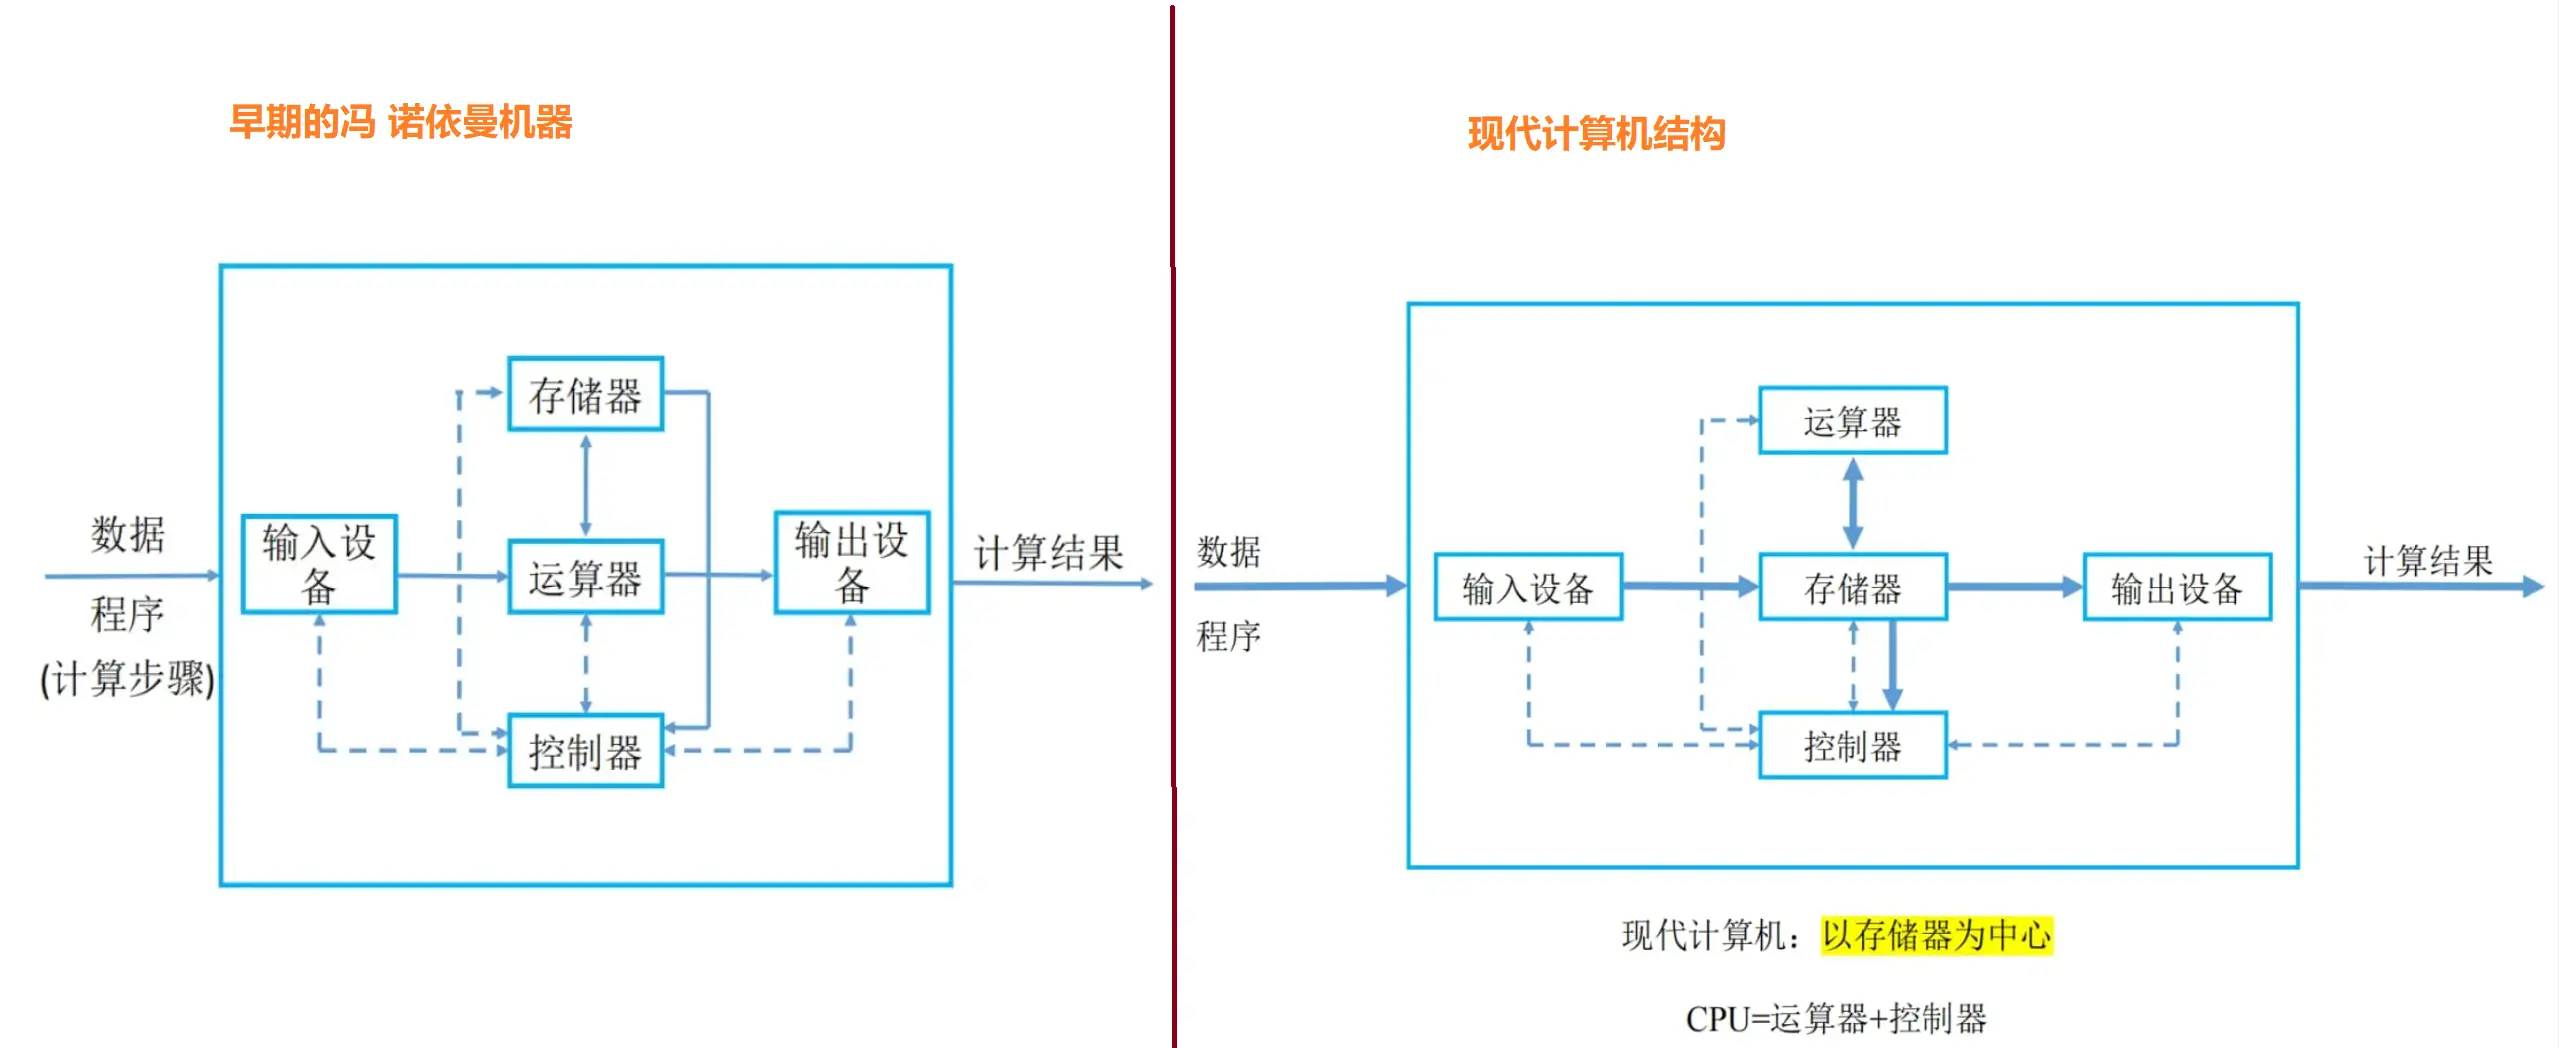 早期的冯 诺依曼机器
存储器
数据
输入设
备
运算器
输出设
备
计算结果
程序
(计算步骤)
控制器
现代计算机结构
运算器
数据
输入设备
存储器
输出设备
计算结果
程序
控制器
现代计算机：以存储器为中心
CPU=运算器+控制器